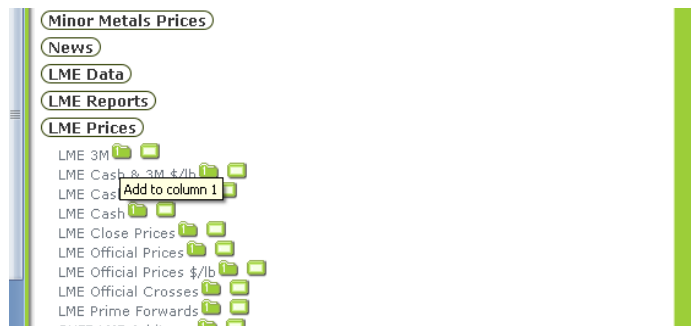 Minor Metals Prices
News
LME Data
LME Reports
LME Prices
LME 3M
LME Cash & 3M $/lb
LME Cas
Add to column 1
LME Cash
LME Close Prices
LME Official Prices
LME Official Prices $/lb
LME Official Crosses
LME Prime Forwards